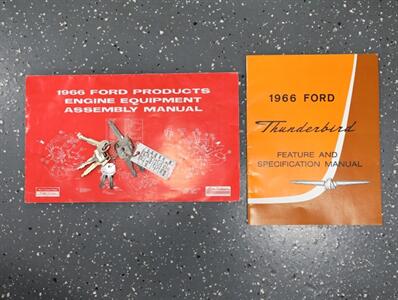 1966 FORD PRODUCTS
ENGINE EQUIPMENT
ASSEMBLY MANUAL
1966 FORD
Thunderbird
FEATURE AND
SPECIFICATION MANUAL